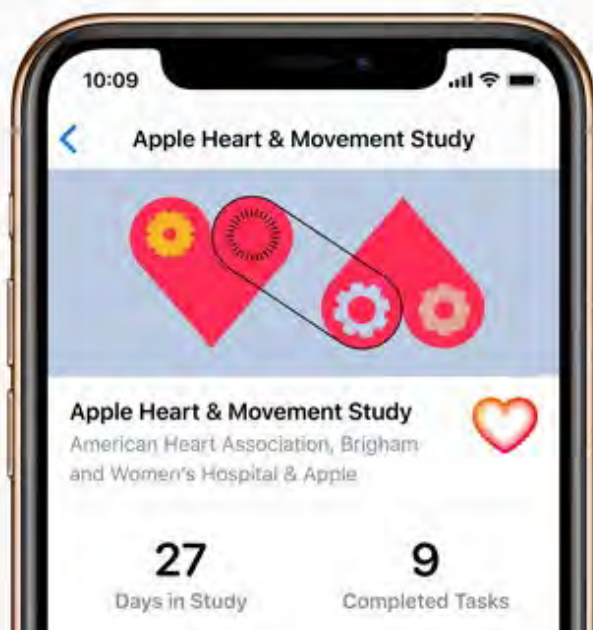 10:09
Apple Heart & Movement Study
Apple Heart & Movement Study
American Heart Association, Brigham
and Women's Hospital & Apple
27
9
Days in Study
Completed Tasks